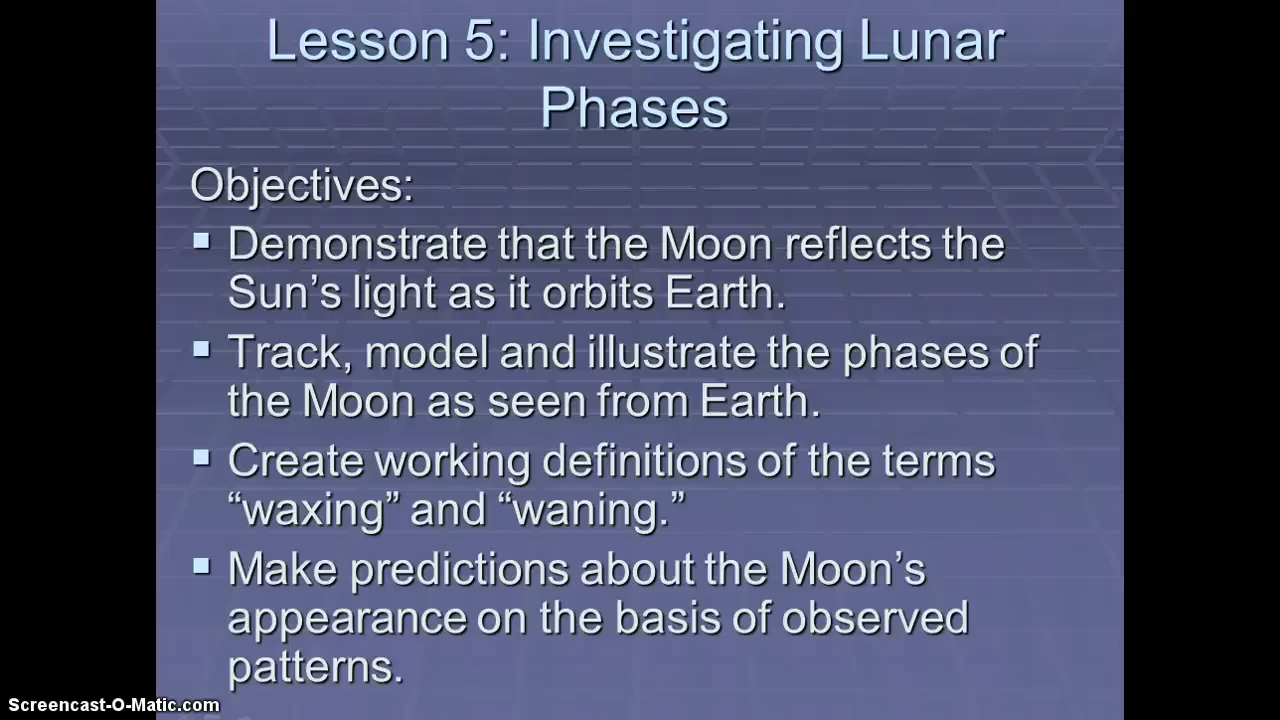 Lesson 5: Investigating Lunar
Phases
Objectives:
▪ Demonstrate that the Moon reflects the
Sun’s light as it orbits Earth.
▪ Track, model and illustrate the phases of
the Moon as seen from Earth.
▪ Create working definitions of the terms
“waxing” and “waning.”
▪ Make predictions about the Moon’s
appearance on the basis of observed
patterns.
Screencast-O-Matic.com